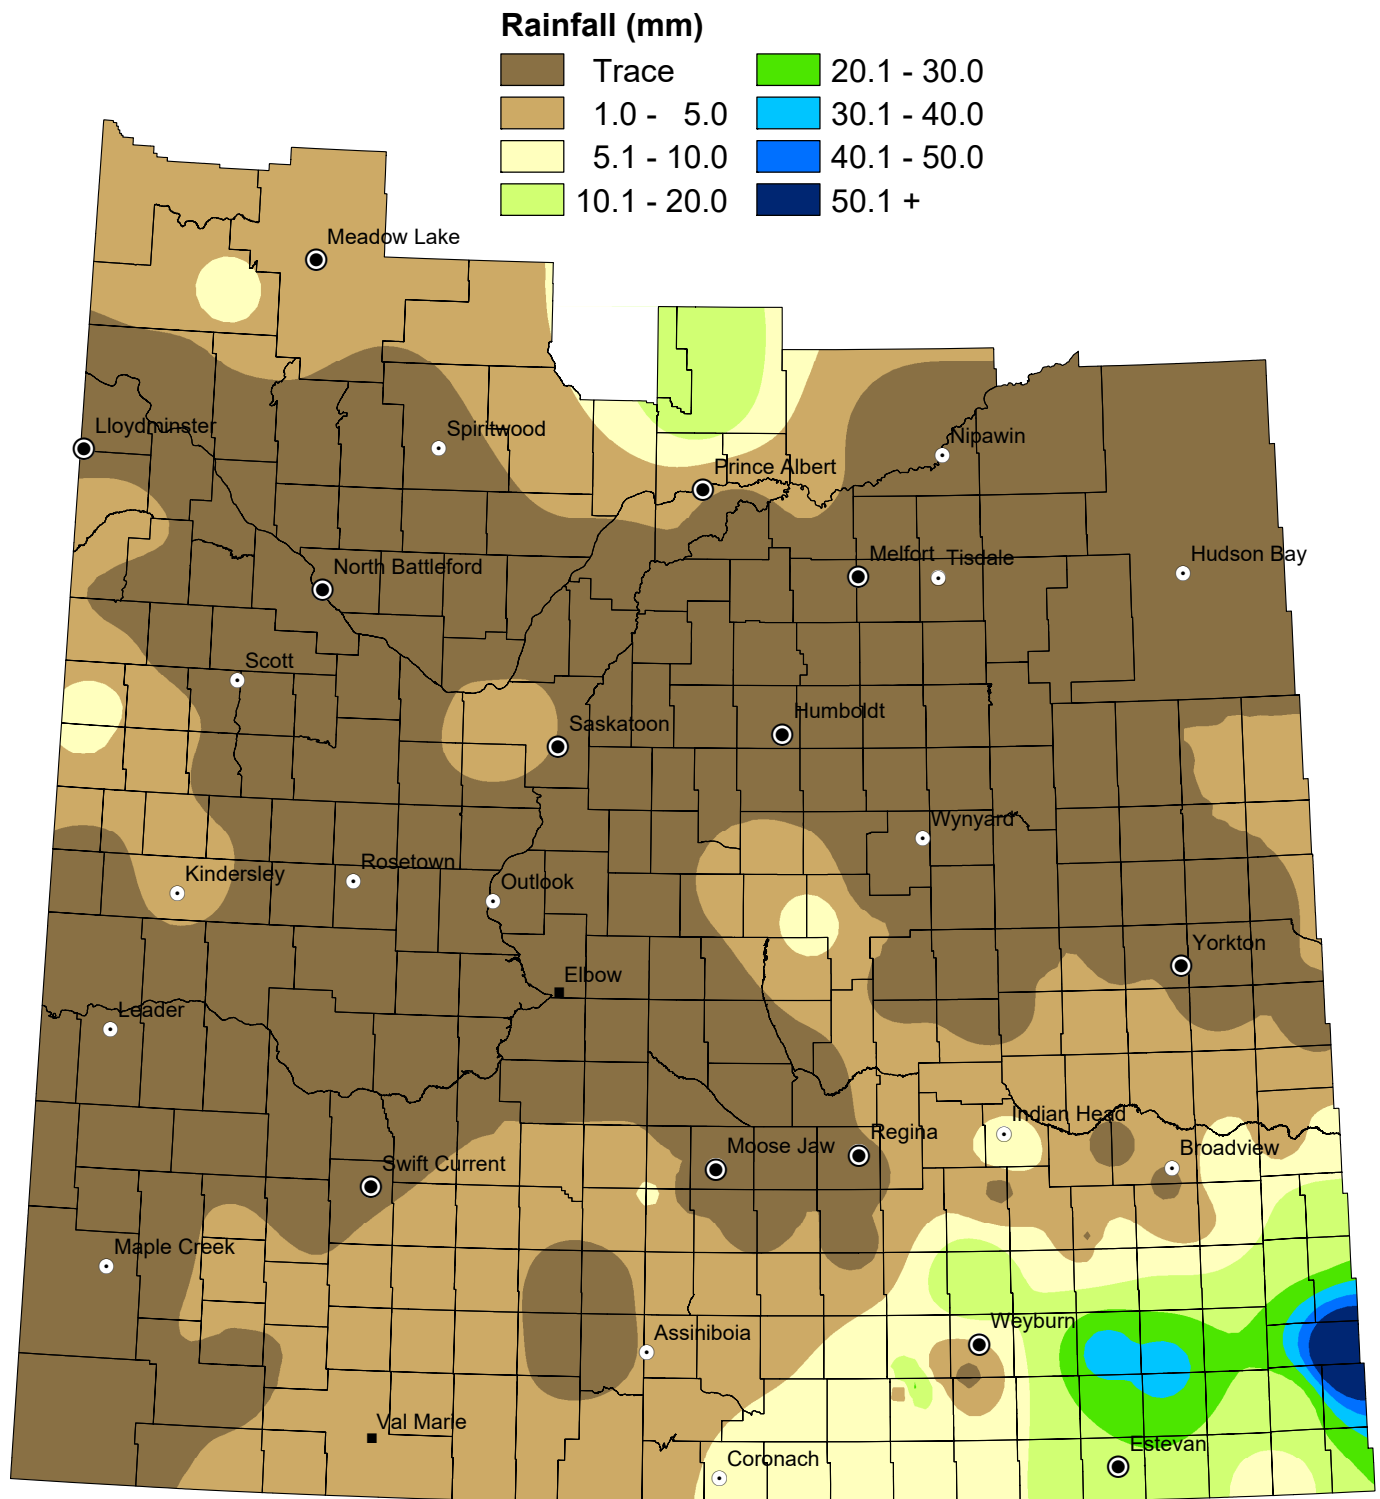 Rainfall (mm)
Trace
20.1 - 30.0
1.0 - 5.0
30.1 - 40.0
5.1 - 10.0
40.1 - 50.0
10.1 - 20.0
50.1 +
Meadow Lake
Lloydminster
Spiritwood
Nipawin
Prince Albert
Melfort
Tisdale
Hudson Bay
North Battleford
Scott
Saskatoon
Humboldt
Wynyard
Kindersley
Rosetown
Outlook
Yorkton
Elbow
Leader
Indian Head
Regina
Moose Jaw
Broadview
Swift Current
Maple Creek
Weyburn
Assiniboia
Val Marie
Estevan
Coronach